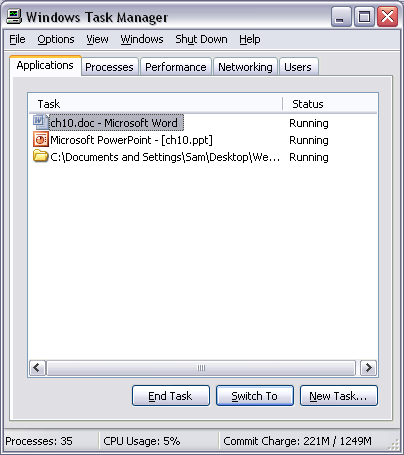 Windows Task Manager
File Options View Windows Shut Down Help
Applications Processes Performance Networking Users
Task Status
ch10.doc - Microsoft Word Running
Microsoft PowerPoint - [ch10.ppt] Running
C:\Documents and Settings\Sam\Desktop\We... Running
End Task Switch To New Task...
Processes: 35 CPU Usage: 5% Commit Charge: 221M / 1249M